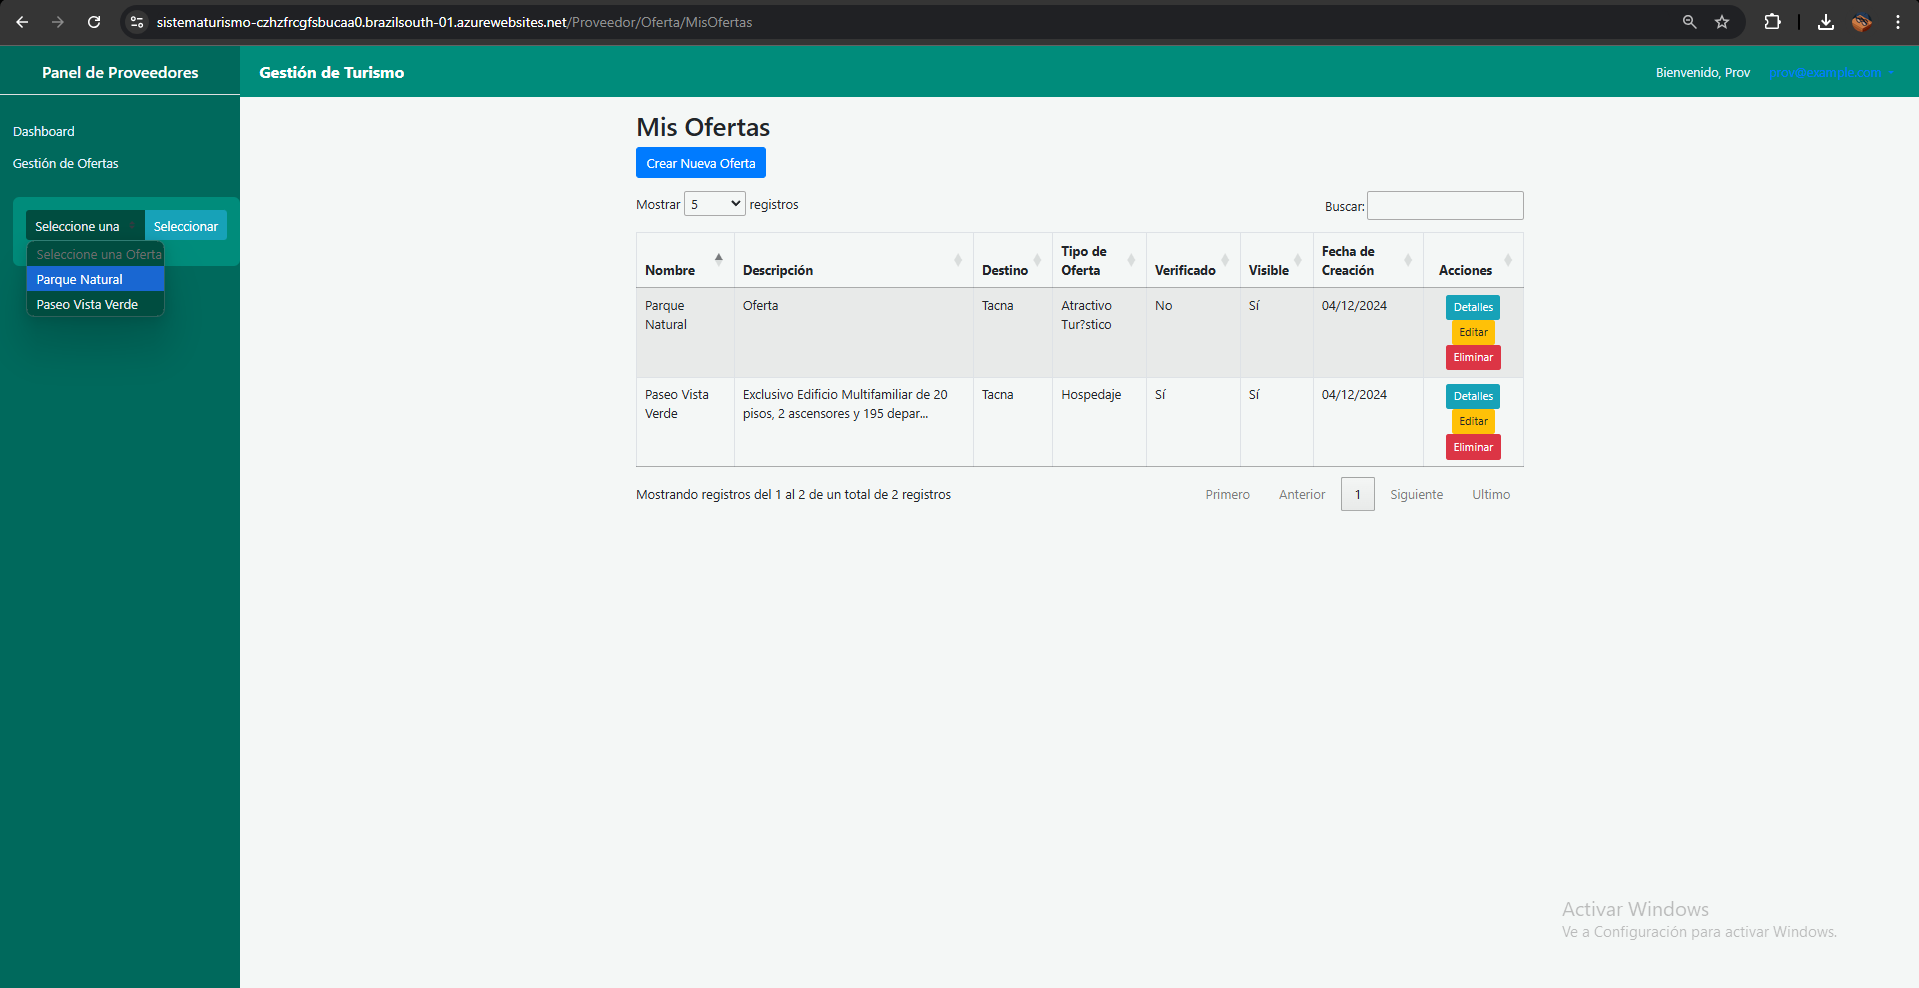 sistematurismo-czhzfrcgfsbucaa0.brazilsouth-01.azurewebsites.net/Proveedor/Oferta/MisOfertas
Panel de Proveedores
Gestión de Turismo
Bienvenido, Prov
prov@example.com
Dashboard
Gestión de Ofertas
Seleccione una
Seleccionar
Seleccione una Oferta
Parque Natural
Paseo Vista Verde
Mis Ofertas
Crear Nueva Oferta
Mostrar 5 registros
Buscar:
Nombre
Descripción
Destino
Tipo de
Oferta
Verificado
Visible
Fecha de
Creación
Acciones
Parque
Natural
Oferta
Tacna
Atractivo
Tur?stico
No
Sí
04/12/2024
Detalles
Editar
Eliminar
Paseo Vista
Verde
Exclusivo Edificio Multifamiliar de 20
pisos, 2 ascensores y 195 depar...
Tacna
Hospedaje
Sí
Sí
04/12/2024
Detalles
Editar
Eliminar
Mostrando registros del 1 al 2 de un total de 2 registros
Primero
Anterior
1
Siguiente
Ultimo
Activar Windows
Ve a Configuración para activar Windows.